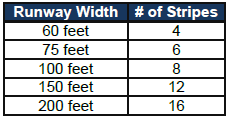 Runway Width # of Stripes
60 feet 4
75 feet 6
100 feet 8
150 feet 12
200 feet 16